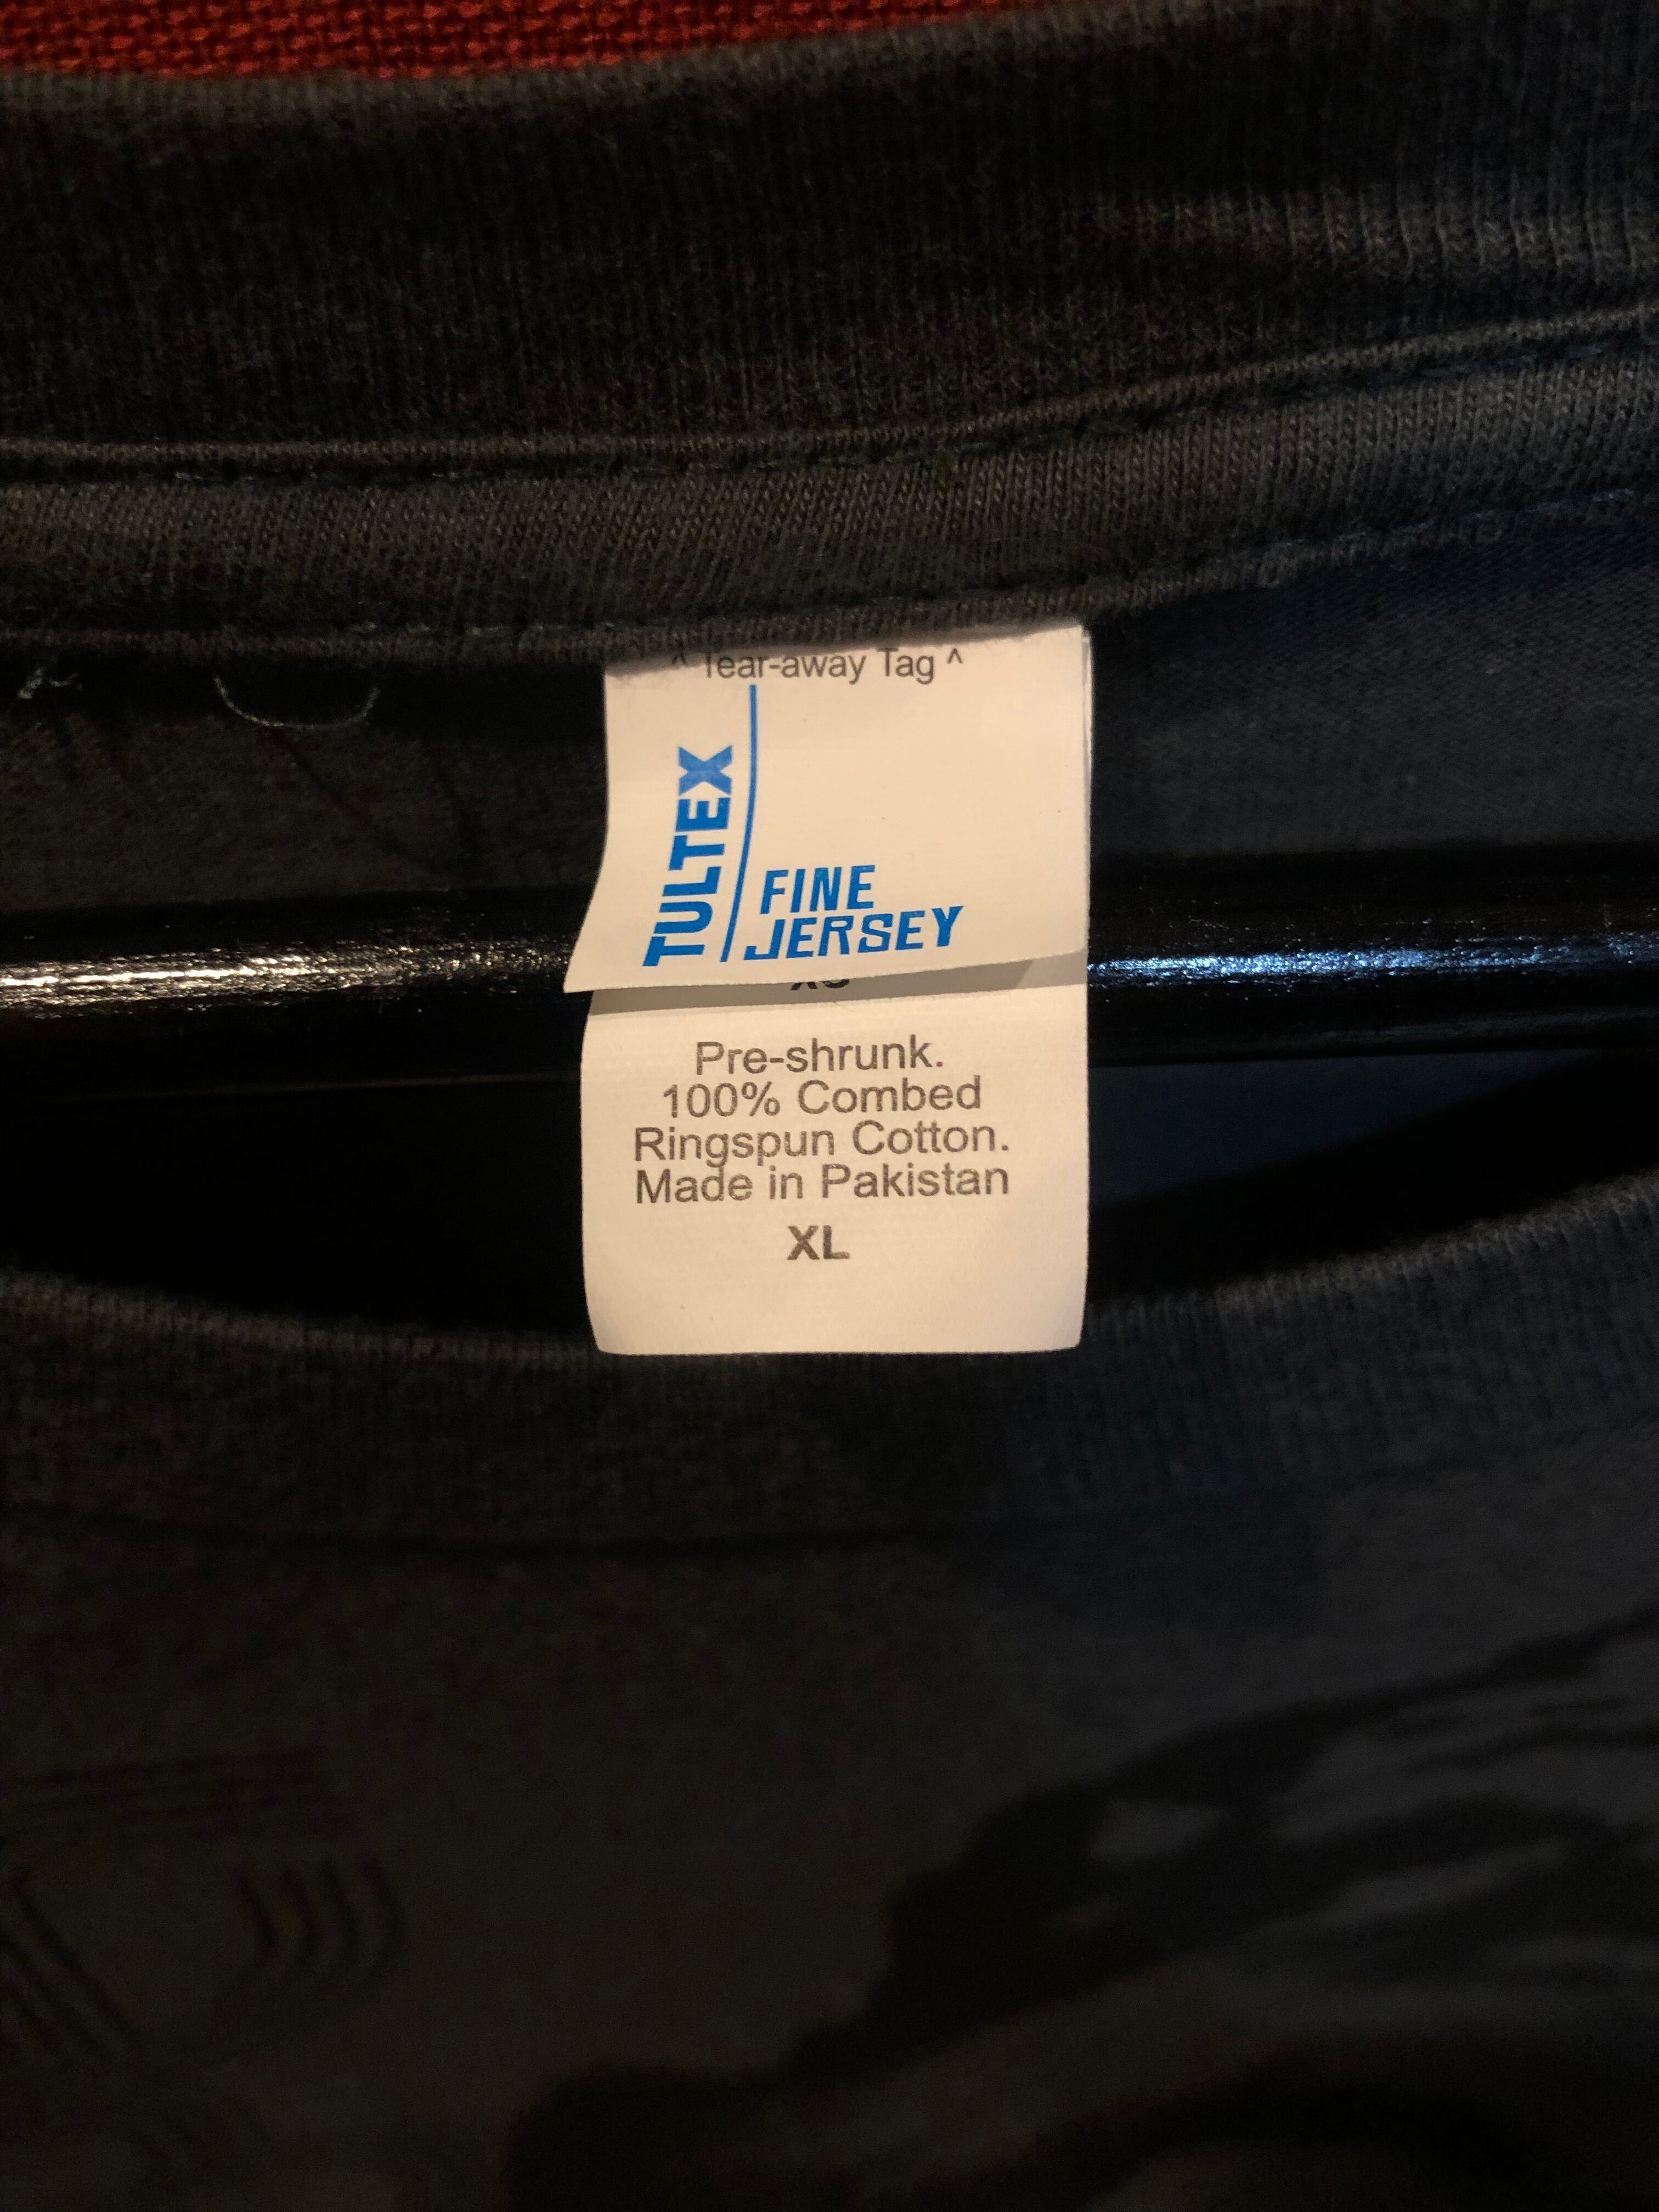 ^ Tear-away Tag ^
TULTEX
FINE
JERSEY
Pre-shrunk.
100% Combed
Ringspun Cotton.
Made in Pakistan
XL